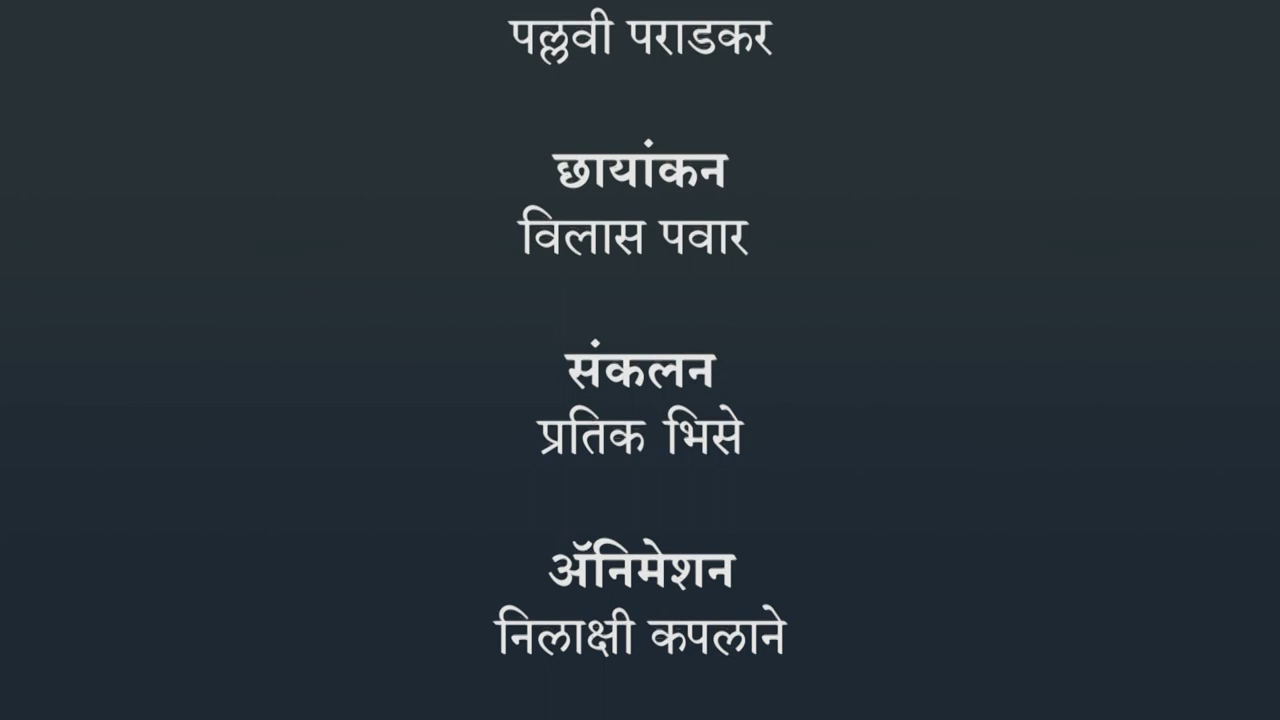 पल्लवी पराडकर
छायांकन
विलास पवार
संकलन
प्रतिक भिसे
ॲनिमेशन
निलाक्षी कपलाने